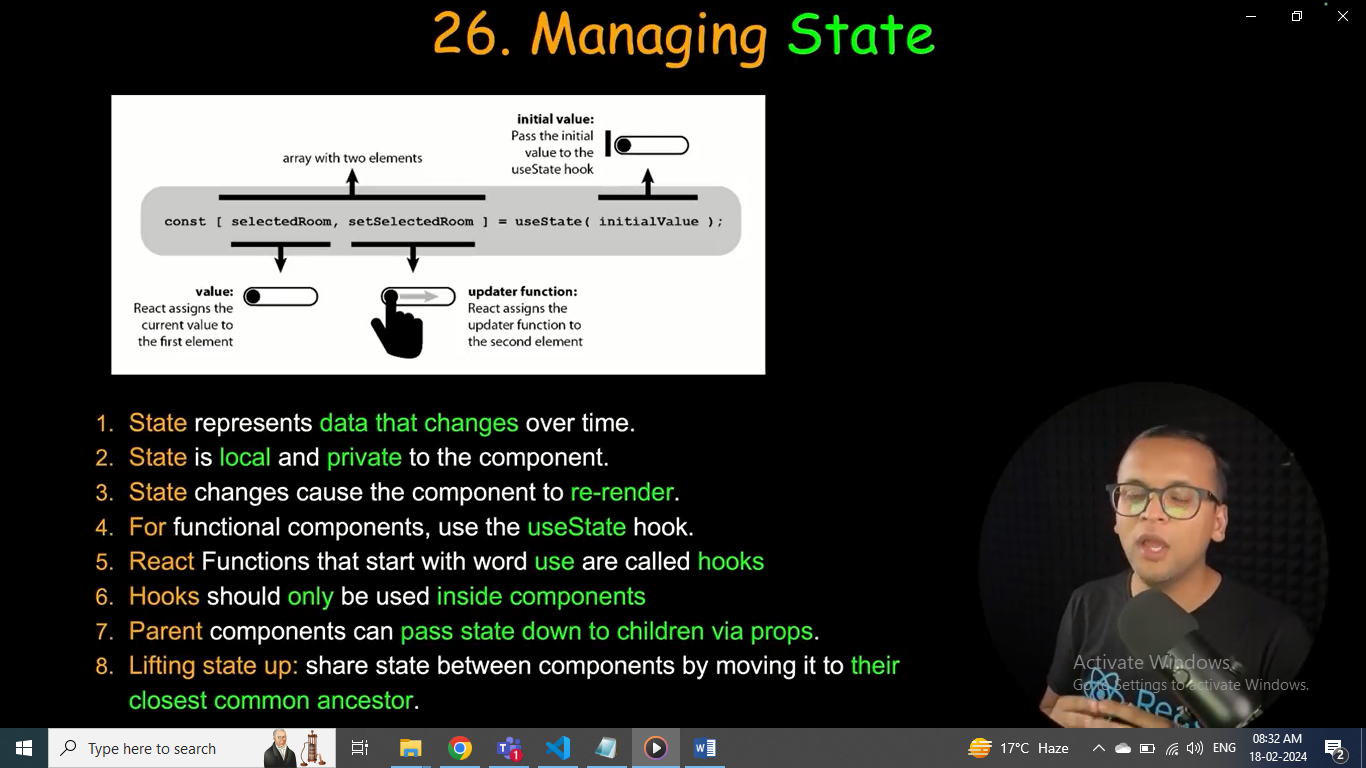 26. Managing State
initial value:
Pass the initial
value to the
useState hook
array with two elements
const [ selectedRoom, setSelectedRoom ] = useState( initialValue );
value:
React assigns the
current value to
the first element
updater function:
React assigns the
updater function to
the second element
1. State represents data that changes over time.
2. State is local and private to the component.
3. State changes cause the component to re-render.
4. For functional components, use the useState hook.
5. React Functions that start with word use are called hooks
6. Hooks should only be used inside components
7. Parent components can pass state down to children via props.
8. Lifting state up: share state between components by moving it to their
closest common ancestor.
Activate Windows
Go to Settings to activate Windows.
Type here to search
1
17°C Haze
ENG
08:32 AM
18-02-2024
2